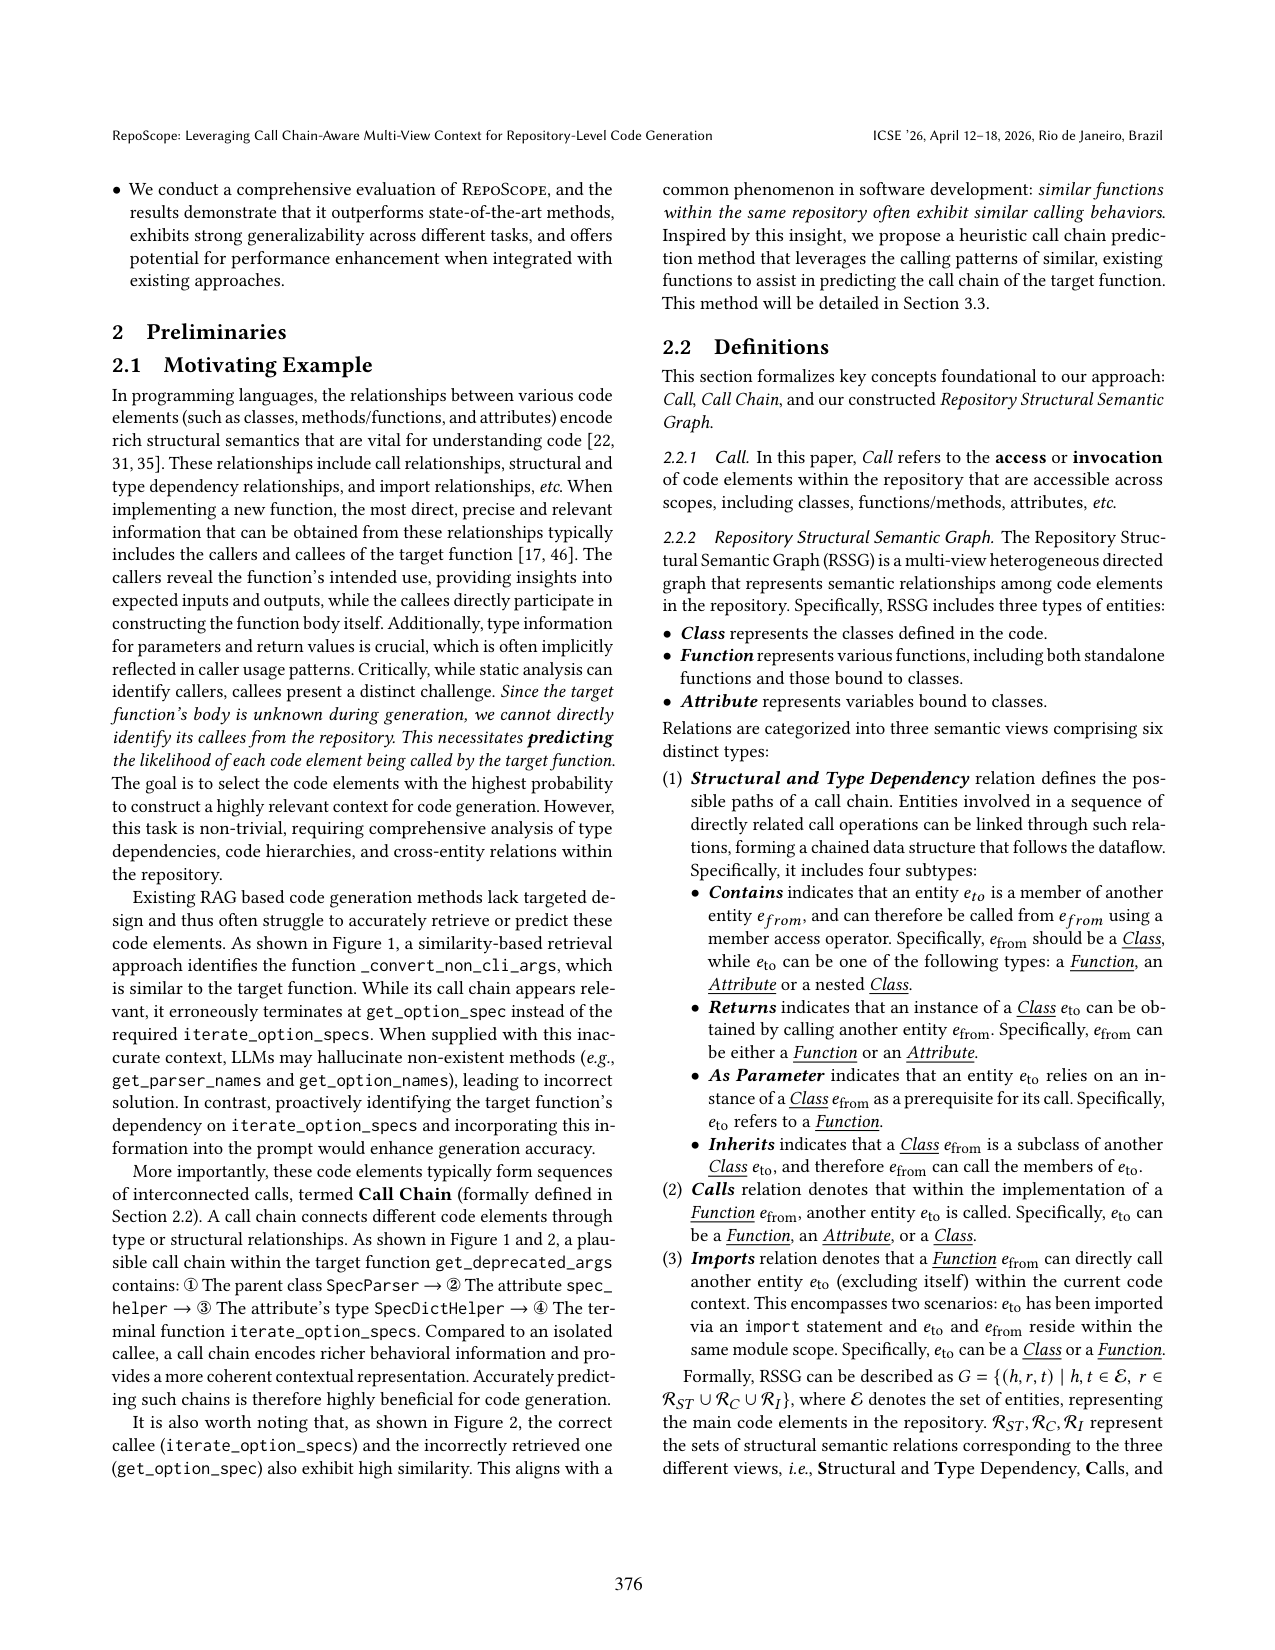 RepoScope: Leveraging Call Chain-Aware Multi-View Context for Repository-Level Code Generation
ICSE '26, April 12–18, 2026, Rio de Janeiro, Brazil
• We conduct a comprehensive evaluation of RepoScope, and the
results demonstrate that it outperforms state-of-the-art methods,
exhibits strong generalizability across different tasks, and offers
potential for performance enhancement when integrated with
existing approaches.
2 Preliminaries
2.1 Motivating Example
In programming languages, the relationships between various code
elements (such as classes, methods/functions, and attributes) encode
rich structural semantics that are vital for understanding code [22,
31, 35]. These relationships include call relationships, structural and
type dependency relationships, and import relationships, etc. When
implementing a new function, the most direct, precise and relevant
information that can be obtained from these relationships typically
includes the callers and callees of the target function [17, 46]. The
callers reveal the function's intended use, providing insights into
expected inputs and outputs, while the callees directly participate in
constructing the function body itself. Additionally, type information
for parameters and return values is crucial, which is often implicitly
reflected in caller usage patterns. Critically, while static analysis can
identify callers, callees present a distinct challenge. Since the target
function's body is unknown during generation, we cannot directly
identify its callees from the repository. This necessitates predicting
the likelihood of each code element being called by the target function.
The goal is to select the code elements with the highest probability
to construct a highly relevant context for code generation. However,
this task is non-trivial, requiring comprehensive analysis of type
dependencies, code hierarchies, and cross-entity relations within
the repository.
Existing RAG based code generation methods lack targeted de-
sign and thus often struggle to accurately retrieve or predict these
code elements. As shown in Figure 1, a similarity-based retrieval
approach identifies the function _convert_non_cli_args, which
is similar to the target function. While its call chain appears rele-
vant, it erroneously terminates at get_option_spec instead of the
required iterate_option_specs. When supplied with this inac-
curate context, LLMs may hallucinate non-existent methods (e.g.,
get_parser_names and get_option_names), leading to incorrect
solution. In contrast, proactively identifying the target function's
dependency on iterate_option_specs and incorporating this in-
formation into the prompt would enhance generation accuracy.
More importantly, these code elements typically form sequences
of interconnected calls, termed Call Chain (formally defined in
Section 2.2). A call chain connects different code elements through
type or structural relationships. As shown in Figure 1 and 2, a plau-
sible call chain within the target function get_deprecated_args
contains: ① The parent class SpecParser → ② The attribute spec_
helper → ③ The attribute's type SpecDictHelper → ④ The ter-
minal function iterate_option_specs. Compared to an isolated
callee, a call chain encodes richer behavioral information and pro-
vides a more coherent contextual representation. Accurately predict-
ing such chains is therefore highly beneficial for code generation.
It is also worth noting that, as shown in Figure 2, the correct
callee (iterate_option_specs) and the incorrectly retrieved one
(get_option_spec) also exhibit high similarity. This aligns with a
common phenomenon in software development: similar functions
within the same repository often exhibit similar calling behaviors.
Inspired by this insight, we propose a heuristic call chain predic-
tion method that leverages the calling patterns of similar, existing
functions to assist in predicting the call chain of the target function.
This method will be detailed in Section 3.3.
2.2 Definitions
This section formalizes key concepts foundational to our approach:
Call, Call Chain, and our constructed Repository Structural Semantic
Graph.
2.2.1 Call. In this paper, Call refers to the access or invocation
of code elements within the repository that are accessible across
scopes, including classes, functions/methods, attributes, etc.
2.2.2 Repository Structural Semantic Graph. The Repository Struc-
tural Semantic Graph (RSSG) is a multi-view heterogeneous directed
graph that represents semantic relationships among code elements
in the repository. Specifically, RSSG includes three types of entities:
• Class represents the classes defined in the code.
• Function represents various functions, including both standalone
functions and those bound to classes.
• Attribute represents variables bound to classes.
Relations are categorized into three semantic views comprising six
distinct types:
(1) Structural and Type Dependency relation defines the pos-
sible paths of a call chain. Entities involved in a sequence of
directly related call operations can be linked through such rela-
tions, forming a chained data structure that follows the dataflow.
Specifically, it includes four subtypes:
• Contains indicates that an entity e_to is a member of another
entity e_from, and can therefore be called from e_from using a
member access operator. Specifically, e_from should be a Class,
while e_to can be one of the following types: a Function, an
Attribute or a nested Class.
• Returns indicates that an instance of a Class e_to can be ob-
tained by calling another entity e_from. Specifically, e_from can
be either a Function or an Attribute.
• As Parameter indicates that an entity e_to relies on an in-
stance of a Class e_from as a prerequisite for its call. Specifically,
e_to refers to a Function.
• Inherits indicates that a Class e_from is a subclass of another
Class e_to, and therefore e_from can call the members of e_to.
(2) Calls relation denotes that within the implementation of a
Function e_from, another entity e_to is called. Specifically, e_to can
be a Function, an Attribute, or a Class.
(3) Imports relation denotes that a Function e_from can directly call
another entity e_to (excluding itself) within the current code
context. This encompasses two scenarios: e_to has been imported
via an import statement and e_to and e_from reside within the
same module scope. Specifically, e_to can be a Class or a Function.
Formally, RSSG can be described as G = {(h, r, t) | h, t ∈ ℰ, r ∈
ℛ_ST ∪ ℛ_C ∪ ℛ_I}, where ℰ denotes the set of entities, representing
the main code elements in the repository. ℛ_ST, ℛ_C, ℛ_I represent
the sets of structural semantic relations corresponding to the three
different views, i.e., Structural and Type Dependency, Calls, and
376